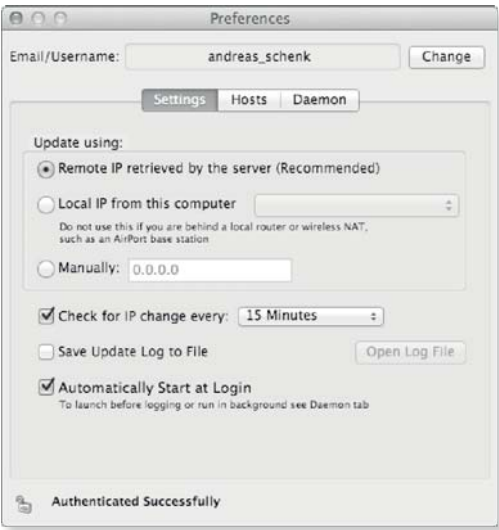 Preferences
Email/Username: andreas_schenk Change
Settings Hosts Daemon
Update using:
Remote IP retrieved by the server (Recommended)
Local IP from this computer
Do not use this if you are behind a local router or wireless NAT,
such as an AirPort base station
Manually: 0.0.0.0
Check for IP change every: 15 Minutes
Save Update Log to File Open Log File
Automatically Start at Login
To launch before logging or run in background see Daemon tab
Authenticated Successfully